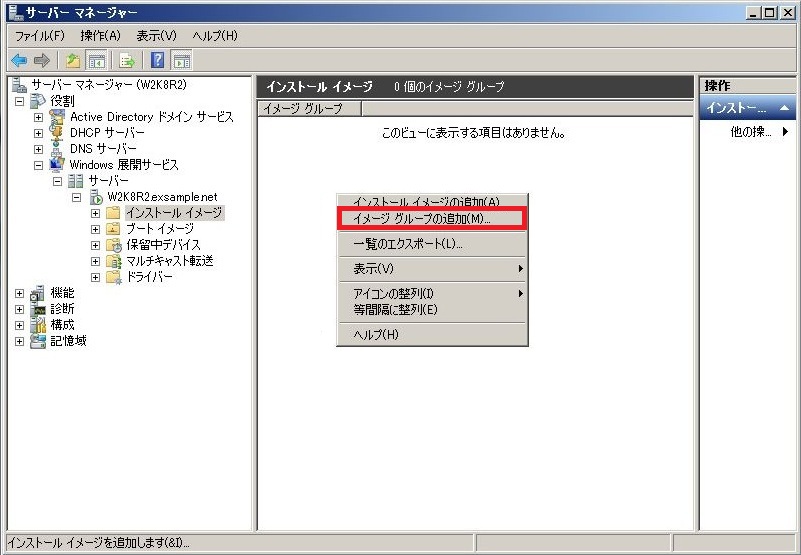 サーバー マネージャー
ファイル(F) 操作(A) 表示(V) ヘルプ(H)
サーバー マネージャー (W2K8R2)
役割
Active Directory ドメイン サービス
DHCP サーバー
DNS サーバー
Windows 展開サービス
サーバー
W2K8R2.exsample.net
インストール イメージ
ブート イメージ
保留中デバイス
マルチキャスト転送
ドライバー
機能
診断
構成
記憶域
インストール イメージ 0 個のイメージ グループ
イメージ グループ
このビューに表示する項目はありません。
インストール イメージの追加(A)
イメージ グループの追加(M)...
一覧のエクスポート(L)...
表示(V)
アイコンの整列(I)
等間隔に整列(E)
ヘルプ(H)
操作
インストー...
他の操...
インストール イメージを追加します(&I)...